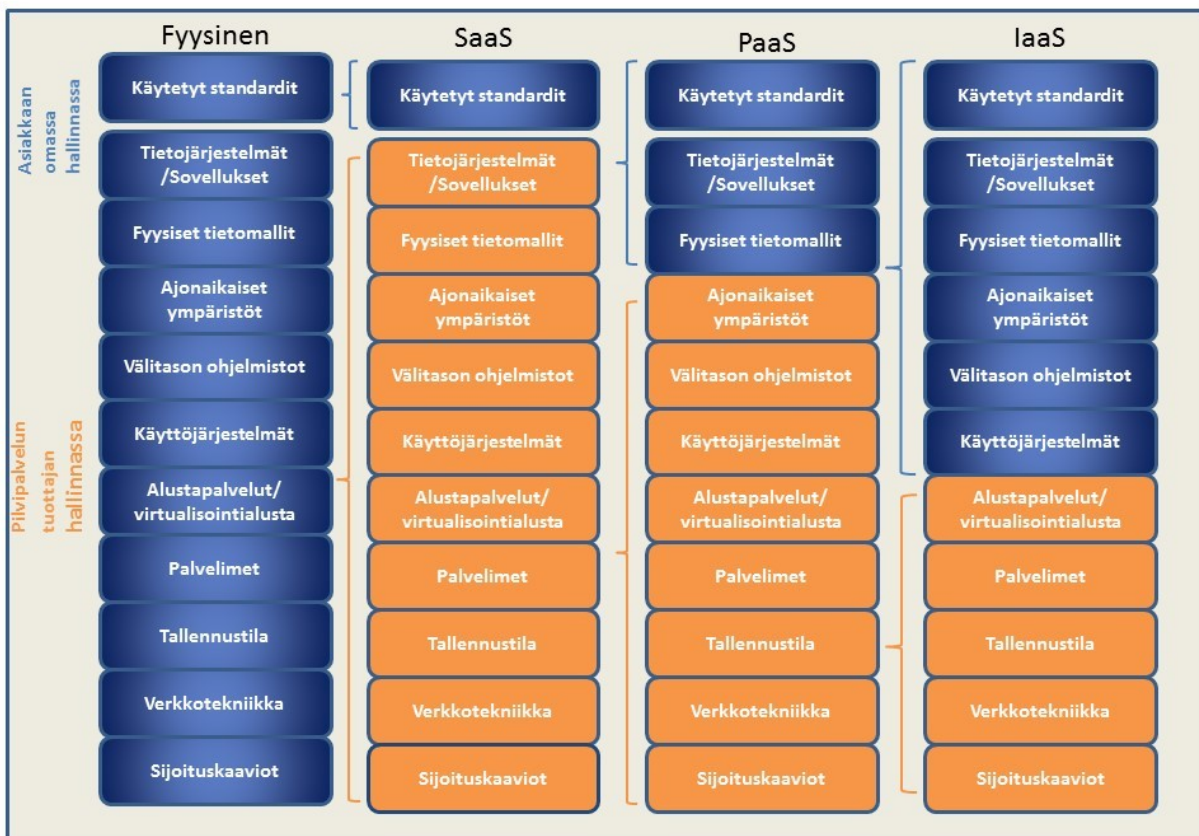 Fyysinen
SaaS
PaaS
IaaS
Asiakkaan
omassa
hallinnassa
Pilvipalvelun
tuottajan
hallinnassa
Käytetyt standardit
Tietojärjestelmät
/Sovellukset
Fyysiset tietomallit
Ajonaikaiset
ympäristöt
Välitason ohjelmistot
Käyttöjärjestelmät
Alustapalvelut/
virtualisointialusta
Palvelimet
Tallennustila
Verkkotekniikka
Sijoituskaaviot
Käytetyt standardit
Tietojärjestelmät
/Sovellukset
Fyysiset tietomallit
Ajonaikaiset
ympäristöt
Välitason ohjelmistot
Käyttöjärjestelmät
Alustapalvelut/
virtualisointialusta
Palvelimet
Tallennustila
Verkkotekniikka
Sijoituskaaviot
Käytetyt standardit
Tietojärjestelmät
/Sovellukset
Fyysiset tietomallit
Ajonaikaiset
ympäristöt
Välitason ohjelmistot
Käyttöjärjestelmät
Alustapalvelut/
virtualisointialusta
Palvelimet
Tallennustila
Verkkotekniikka
Sijoituskaaviot
Käytetyt standardit
Tietojärjestelmät
/Sovellukset
Fyysiset tietomallit
Ajonaikaiset
ympäristöt
Välitason ohjelmistot
Käyttöjärjestelmät
Alustapalvelut/
virtualisointialusta
Palvelimet
Tallennustila
Verkkotekniikka
Sijoituskaaviot